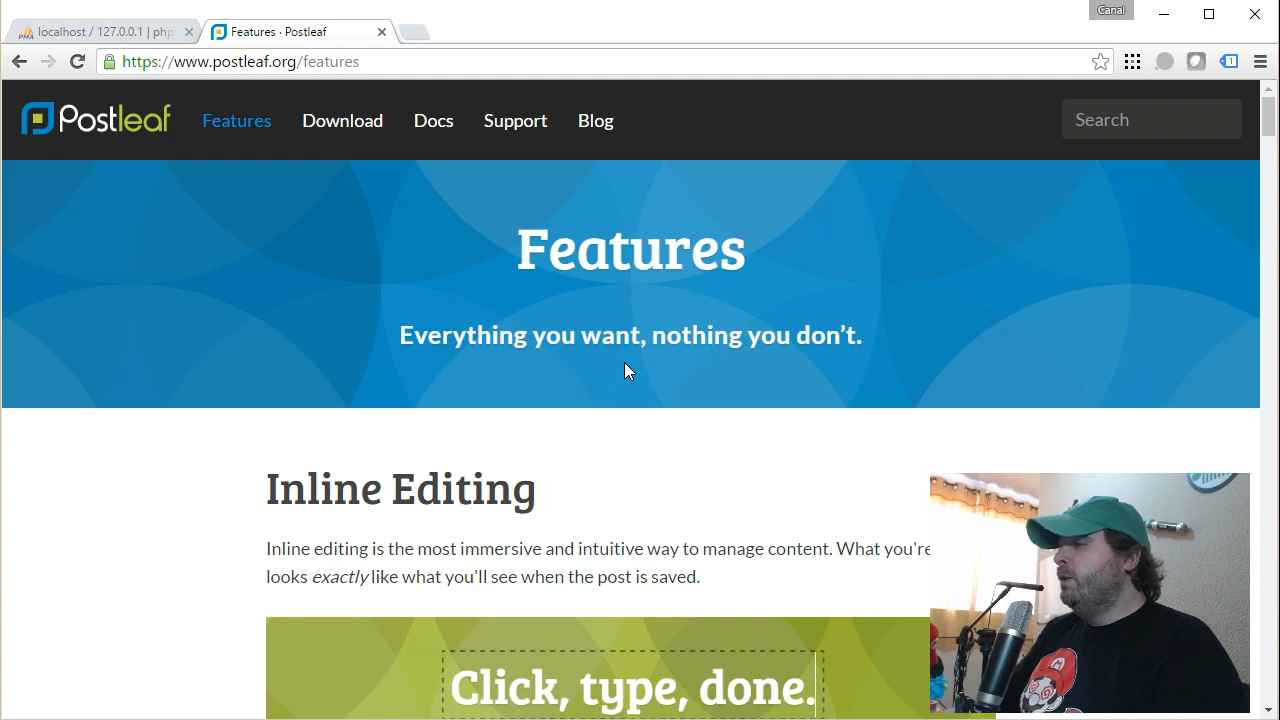 Canal
localhost / 127.0.0.1 | php
Features · Postleaf
https://www.postleaf.org/features
1
Postleaf
Features
Download
Docs
Support
Blog
Search
Features
Everything you want, nothing you don’t.
Inline Editing
Inline editing is the most immersive and intuitive way to manage content. What you're
looks exactly like what you'll see when the post is saved.
Click, type, done.